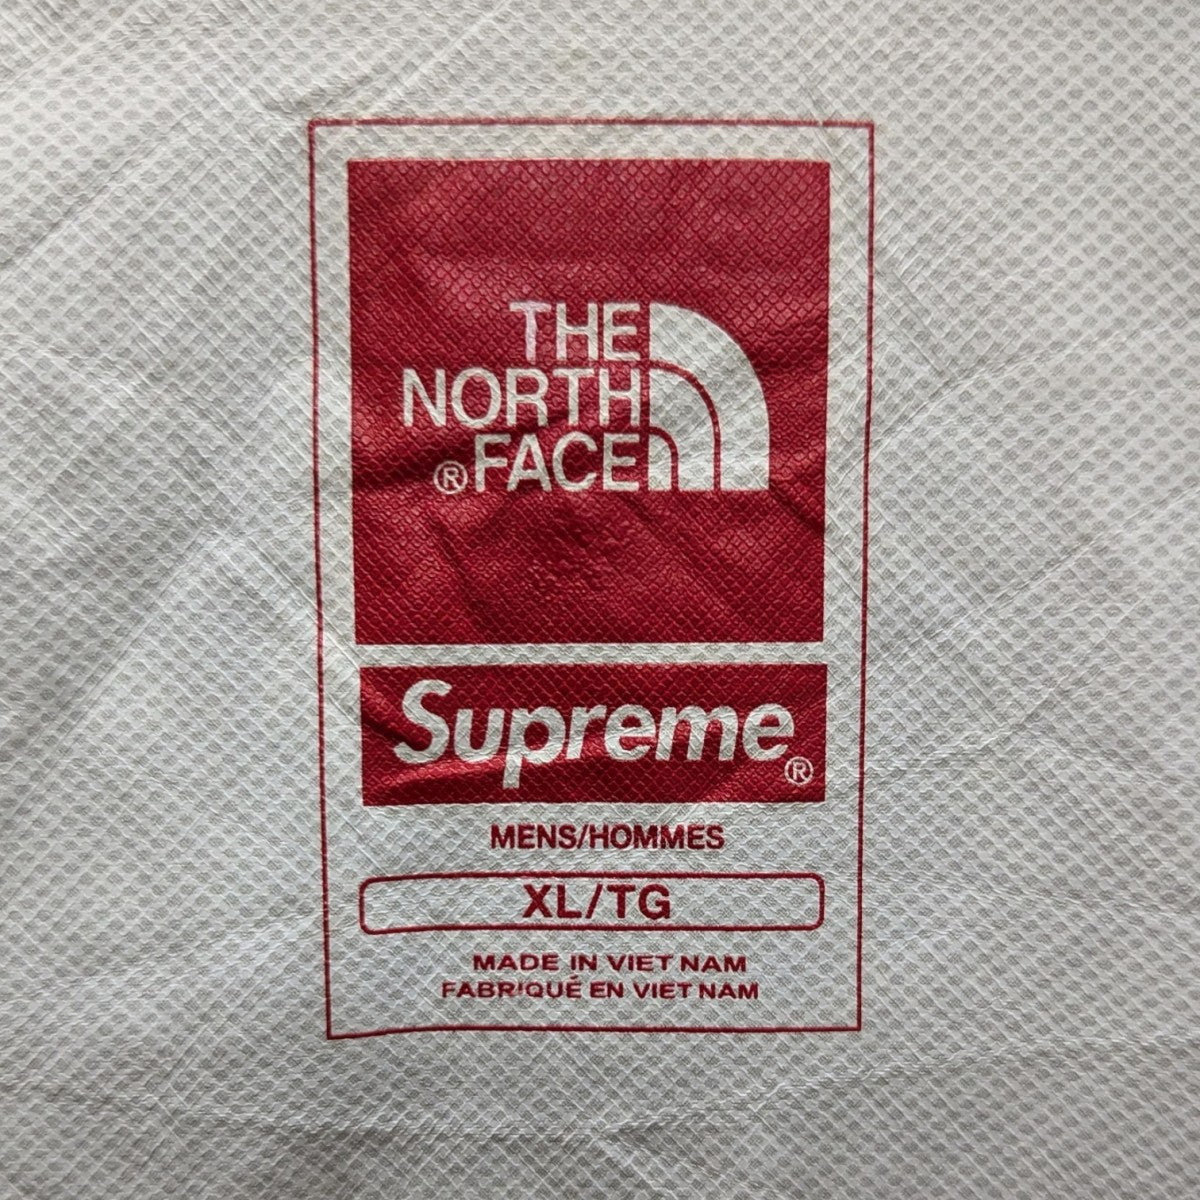 THE
NORTH
®FACE
Supreme®
MENS/HOMMES
XL/TG
MADE IN VIET NAM
FABRIQUÉ EN VIET NAM